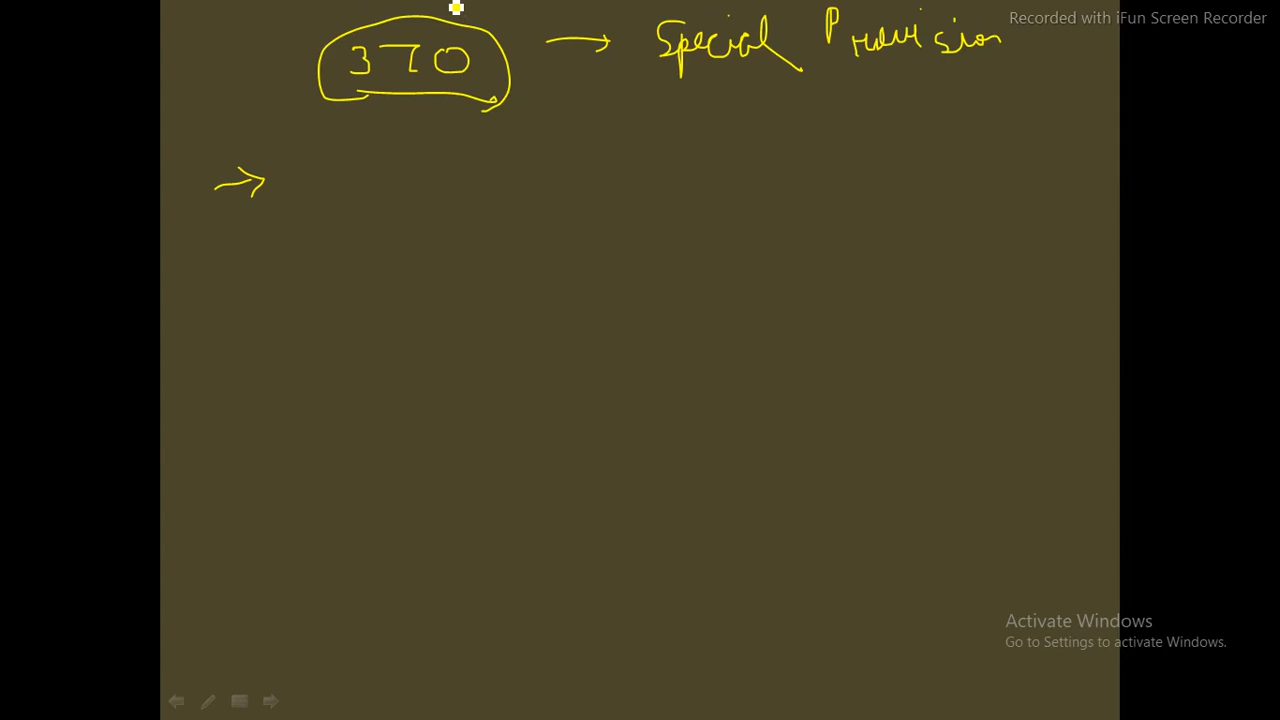 Recorded with iFun Screen Recorder
370 → Special Provision
→
Activate Windows
Go to Settings to activate Windows.